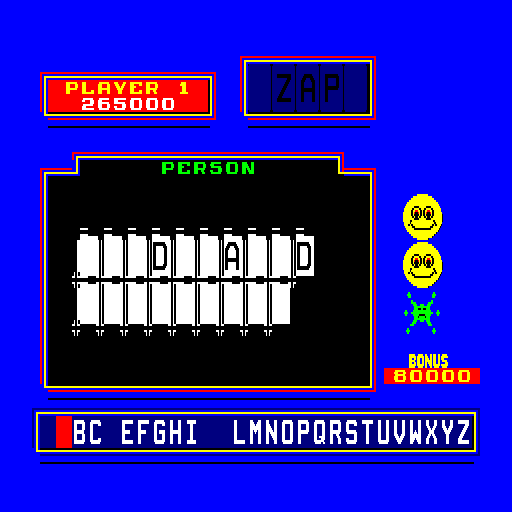 PLAYER 1
265000
ZAP
PERSON
D A D
BONUS
80000
BC EFGHI LMNOPQRSTUVWXYZ